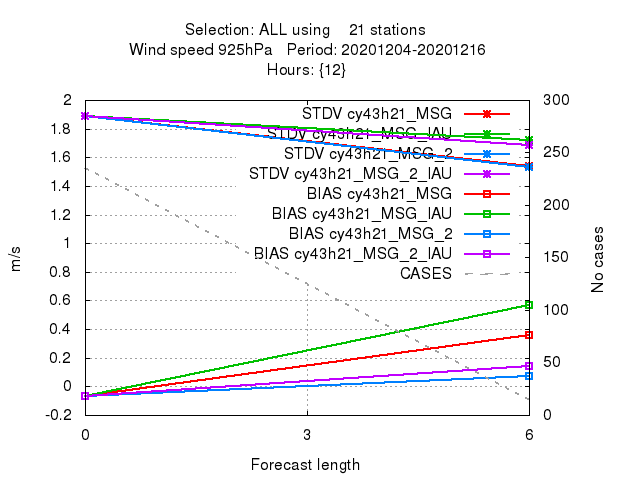 Selection: ALL using 21 stations
Wind speed 925hPa Period: 20201204-20201216
Hours: {12}
2
1.8
1.6
1.4
1.2
1
0.8
0.6
0.4
0.2
0
-0.2
m/s
STDV cy43h21_MSG
STDV cy43h21_MSG_IAU
STDV cy43h21_MSG_2
STDV cy43h21_MSG_2_IAU
BIAS cy43h21_MSG
BIAS cy43h21_MSG_IAU
BIAS cy43h21_MSG_2
BIAS cy43h21_MSG_2_IAU
CASES
300
250
200
150
100
50
0
No cases
0 3 6
Forecast length